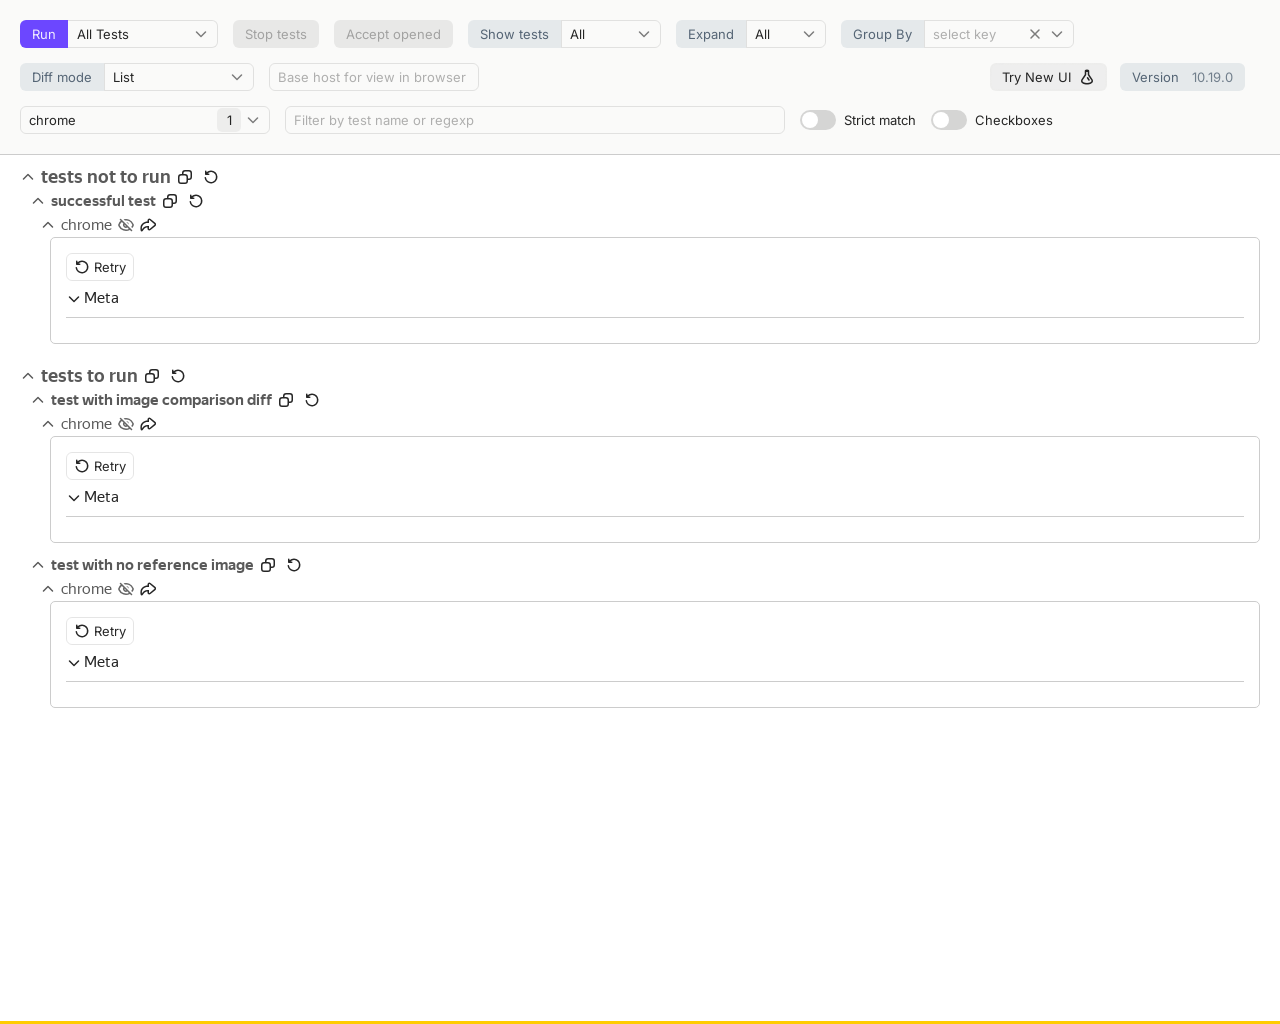 Run All Tests Stop tests Accept opened Show tests All Expand All Group By select key
Diff mode List Base host for view in browser Try New UI Version 10.19.0
chrome 1 Filter by test name or regexp Strict match Checkboxes
tests not to run
successful test
chrome
Retry
Meta
tests to run
test with image comparison diff
chrome
Retry
Meta
test with no reference image
chrome
Retry
Meta